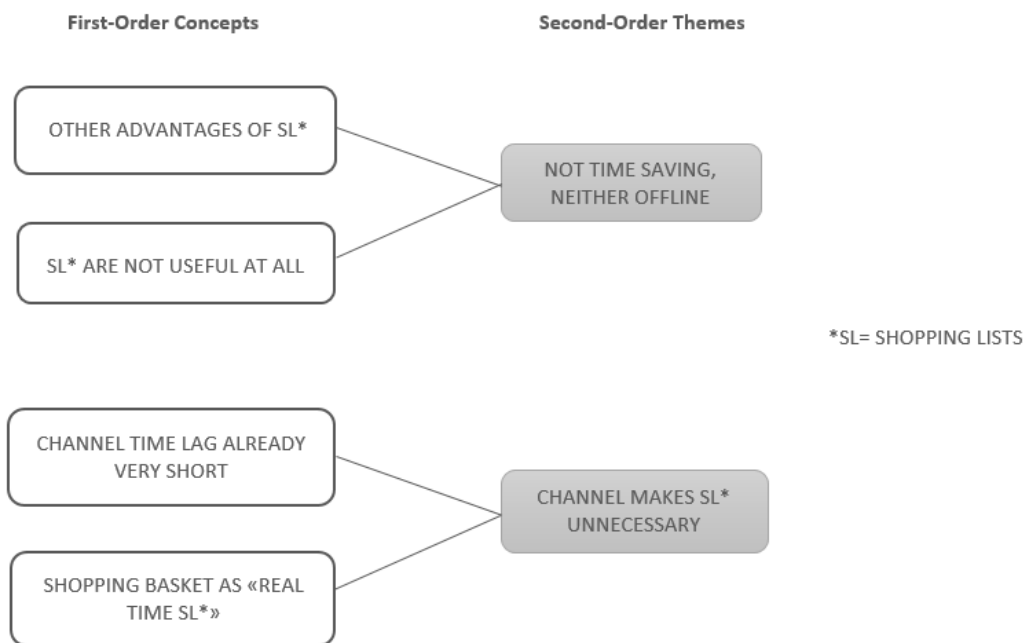 First-Order Concepts
Second-Order Themes
OTHER ADVANTAGES OF SL*
NOT TIME SAVING,
NEITHER OFFLINE
SL* ARE NOT USEFUL AT ALL
*SL= SHOPPING LISTS
CHANNEL TIME LAG ALREADY
VERY SHORT
CHANNEL MAKES SL*
UNNECESSARY
SHOPPING BASKET AS «REAL
TIME SL*»